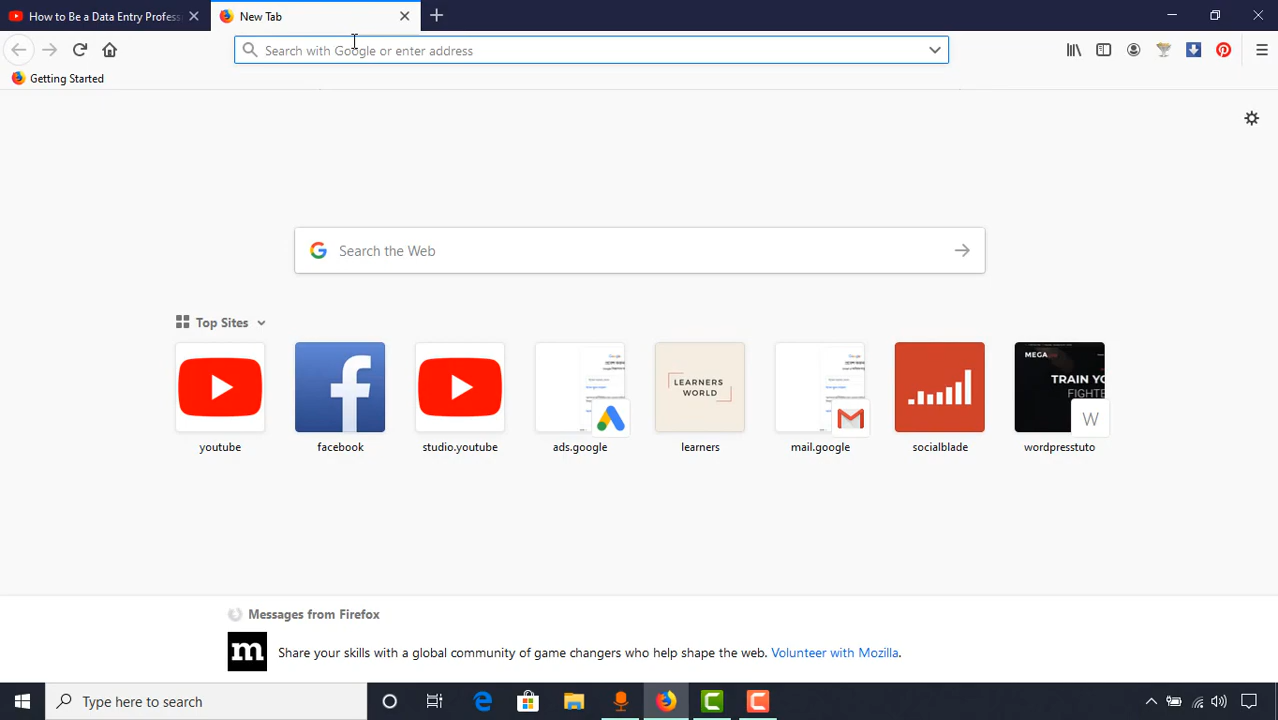 How to Be a Data Entry Profess
New Tab
Search with Google or enter address
Getting Started
Search the Web
Top Sites
LEARNERS
WORLD
MEGA
TRAIN YO
FIGHTE
W
youtube
facebook
studio.youtube
ads.google
learners
mail.google
socialblade
wordpresstuto
Messages from Firefox
m
Share your skills with a global community of game changers who help shape the web. Volunteer with Mozilla.
Type here to search